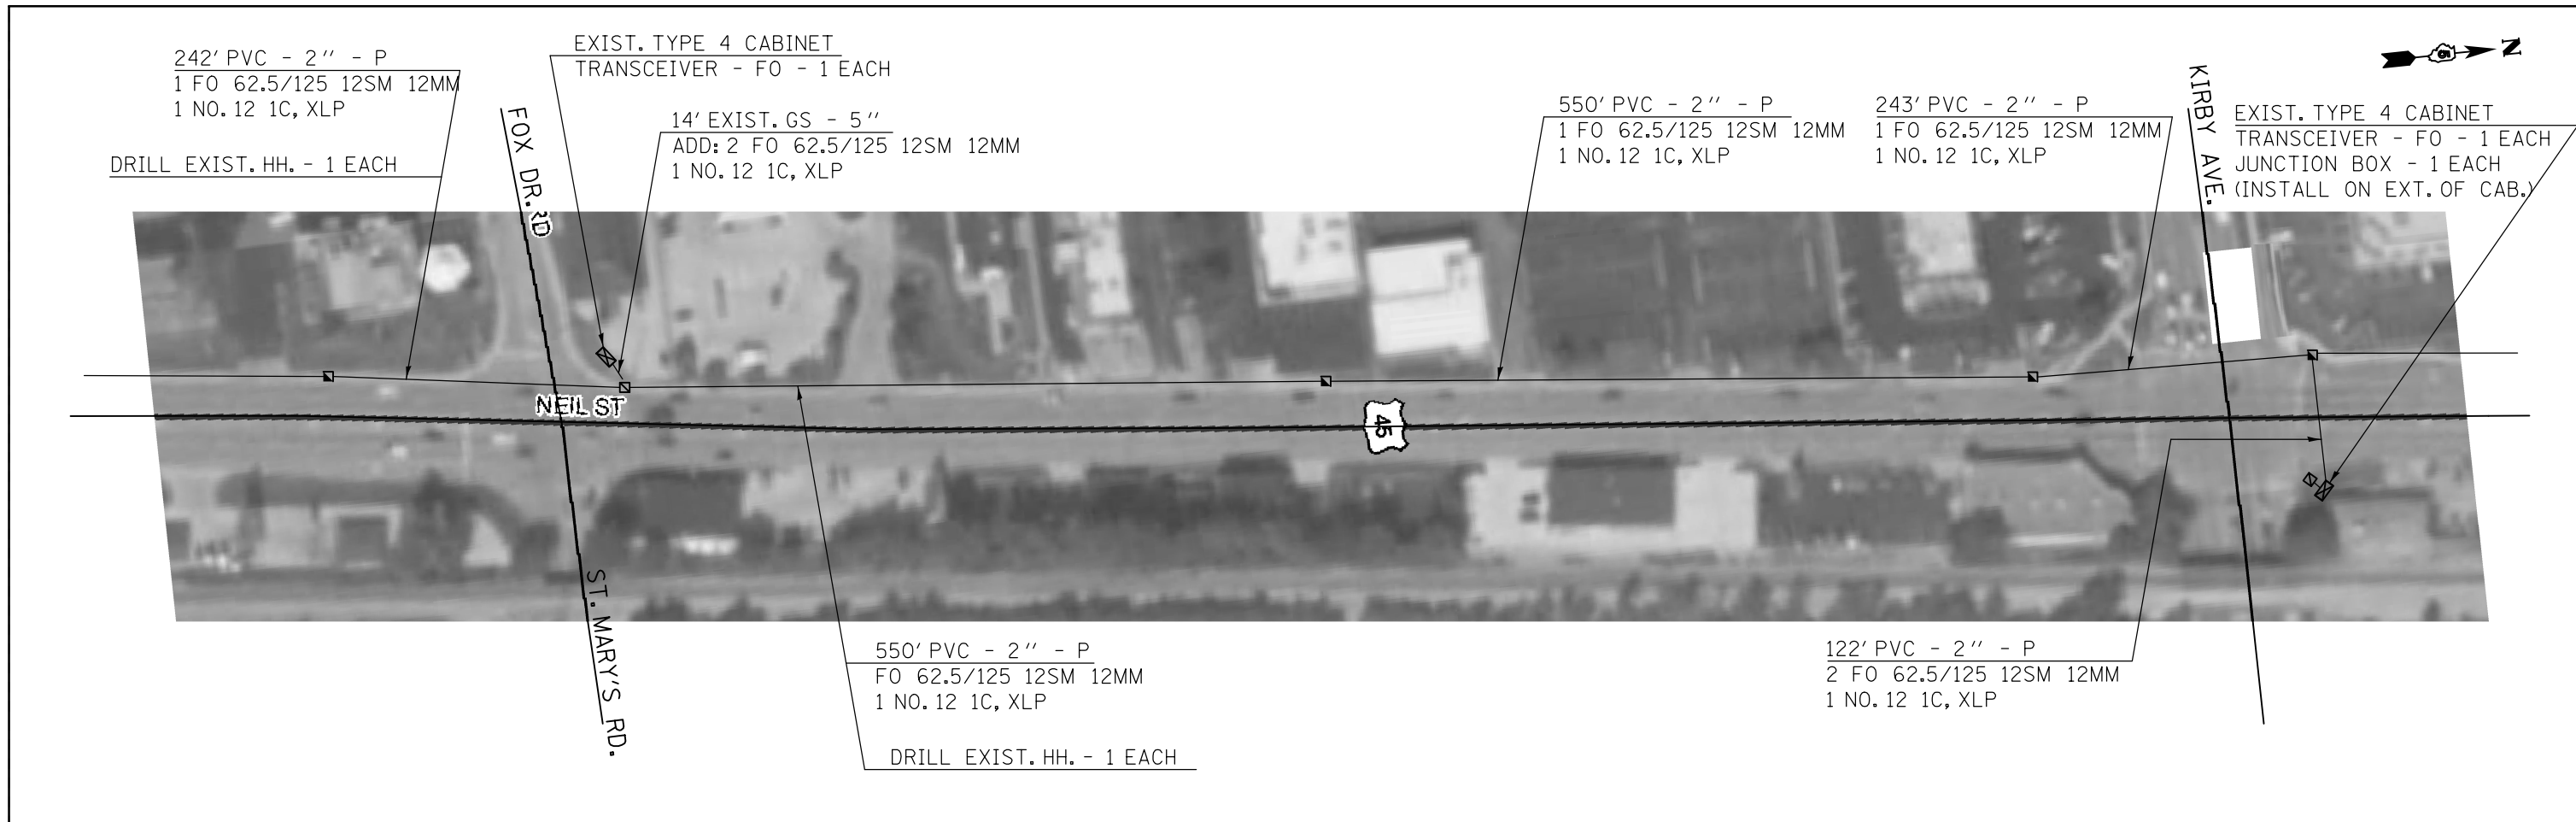 242' PVC - 2" - P
1 FO 62.5/125 12SM 12MM
1 NO. 12 1C, XLP
DRILL EXIST. HH. - 1 EACH
EXIST. TYPE 4 CABINET
TRANSCEIVER - FO - 1 EACH
14' EXIST. GS - 5"
ADD: 2 FO 62.5/125 12SM 12MM
1 NO. 12 1C, XLP
FOX DR. RD
550' PVC - 2" - P
1 FO 62.5/125 12SM 12MM
1 NO. 12 1C, XLP
243' PVC - 2" - P
1 FO 62.5/125 12SM 12MM
1 NO. 12 1C, XLP
KIRBY AVE.
N
EXIST. TYPE 4 CABINET
TRANSCEIVER - FO - 1 EACH
JUNCTION BOX - 1 EACH
(INSTALL ON EXT. OF CAB.)
NEIL ST
45
ST. MARY'S RD.
550' PVC - 2" - P
FO 62.5/125 12SM 12MM
1 NO. 12 1C, XLP
DRILL EXIST. HH. - 1 EACH
122' PVC - 2" - P
2 FO 62.5/125 12SM 12MM
1 NO. 12 1C, XLP